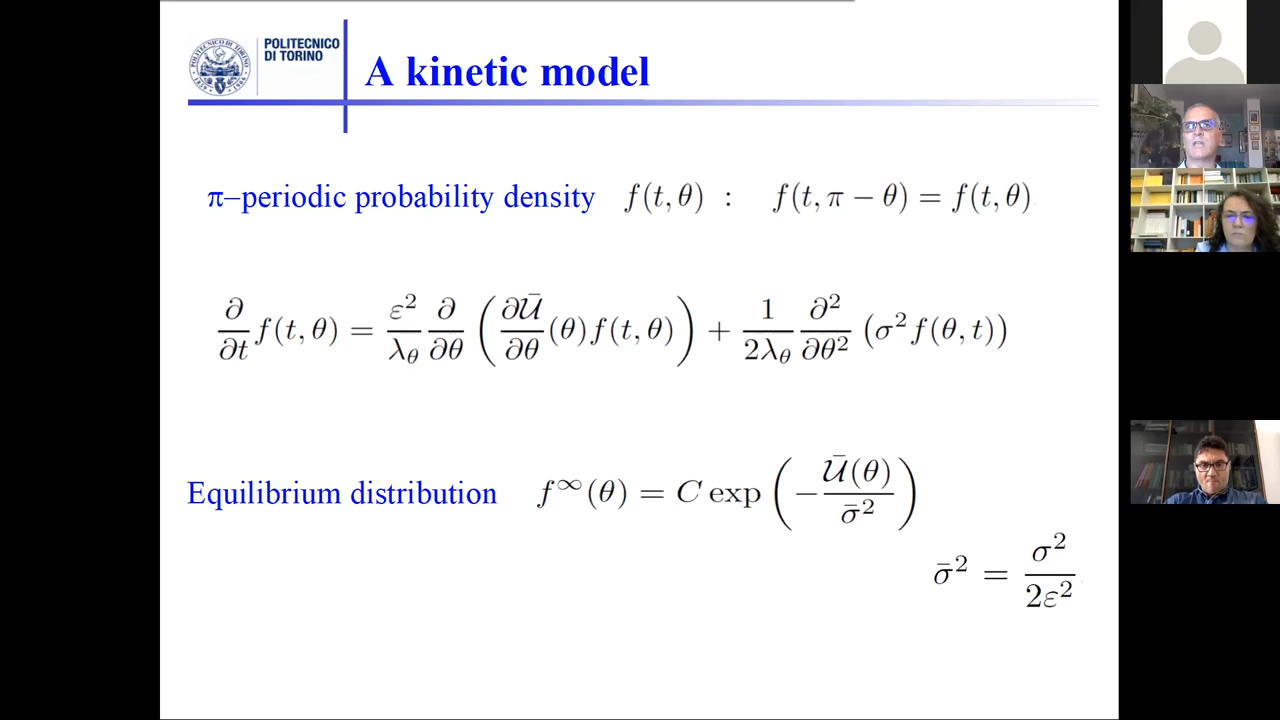 POLITECNICO
DI TORINO
A kinetic model
π–periodic probability density f(t, θ) : f(t, π − θ) = f(t, θ)
∂/∂t f(t, θ) = ε²/λ_θ ∂/∂θ (∂Ū/∂θ (θ) f(t, θ)) + 1/(2λ_θ) ∂²/∂θ² (σ² f(θ, t))
Equilibrium distribution f^∞(θ) = C exp (− Ū(θ)/σ̄²)
σ̄² = σ²/(2ε²)